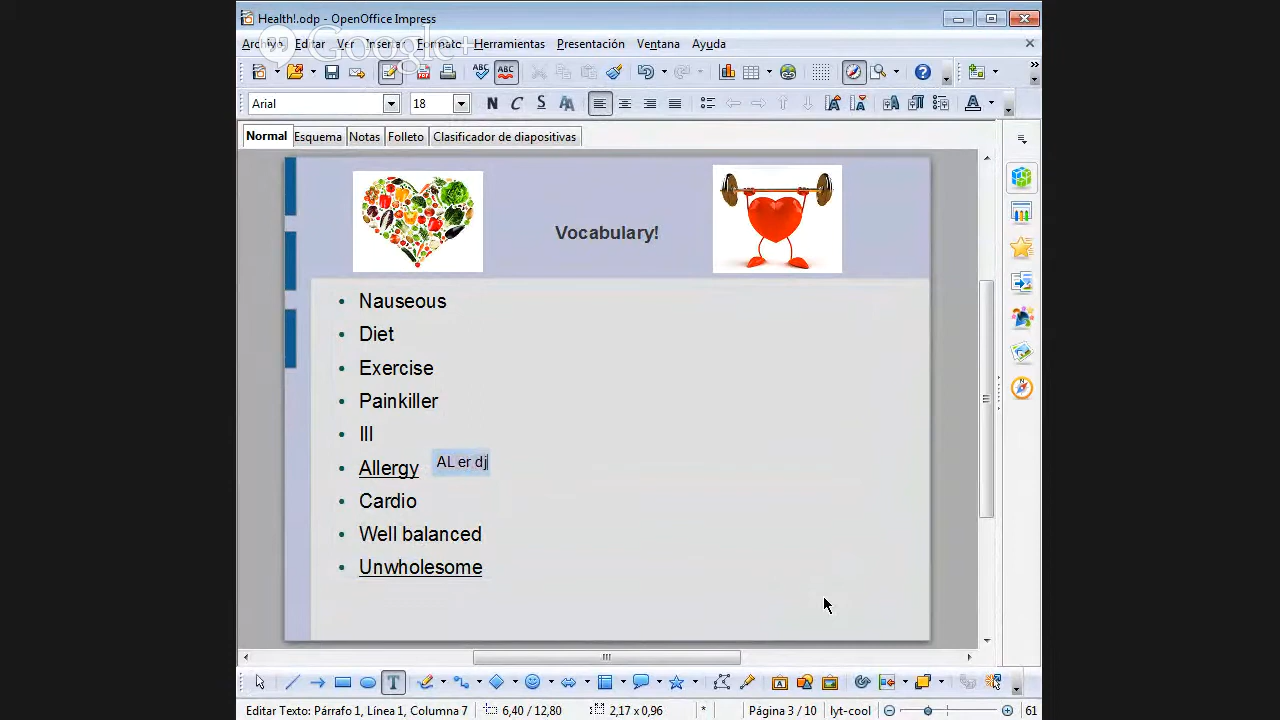 Health!.odp - OpenOffice Impress
Archivo Editar Ver Insertar Formato Herramientas Presentación Ventana Ayuda
Google+
Arial 18 N C S
Normal Esquema Notas Folleto Clasificador de diapositivas
Vocabulary!
• Nauseous
• Diet
• Exercise
• Painkiller
• Ill
• Allergy AL er dj
• Cardio
• Well balanced
• Unwholesome
Editar Texto: Párrafo 1, Línea 1, Columna 7 6,40 / 12,80 2,17 x 0,96 * Página 3 / 10 lyt-cool 61